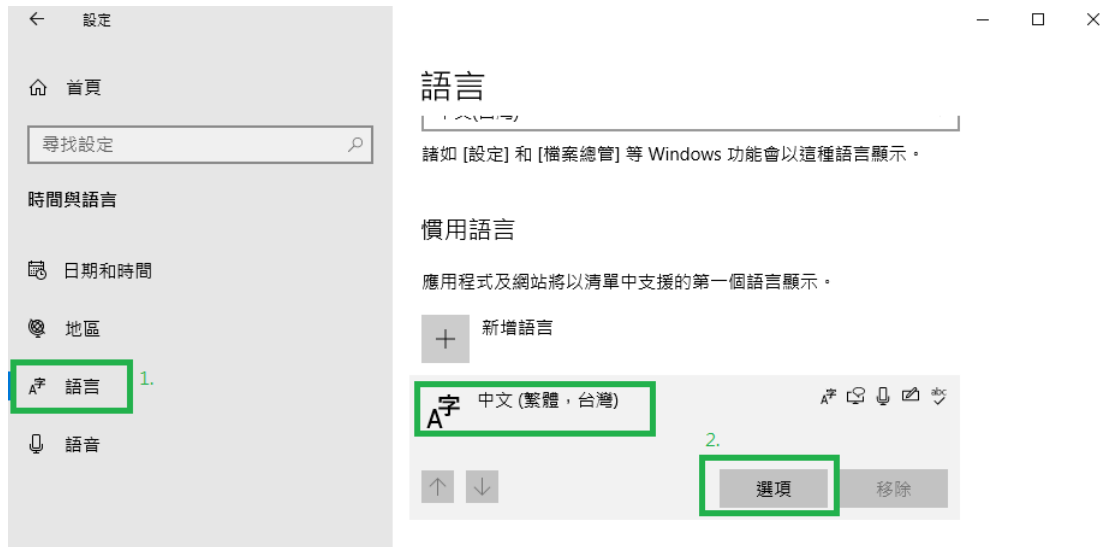 設定
首頁
尋找設定
時間與語言
日期和時間
地區
語言
1.
語音
語言
諸如 [設定] 和 [檔案總管] 等 Windows 功能會以這種語言顯示。
慣用語言
應用程式及網站將以清單中支援的第一個語言顯示。
新增語言
中文 (繁體，台灣)
2.
選項
移除